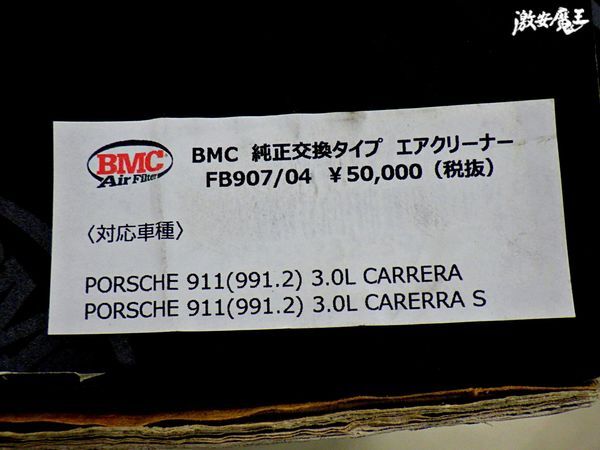 激安魔王
BMC
Air Filter
BMC 純正交換タイプ エアクリーナー
FB907/04 ￥50,000（税抜）
〈対応車種〉
PORSCHE 911(991.2) 3.0L CARRERA
PORSCHE 911(991.2) 3.0L CARERRA S